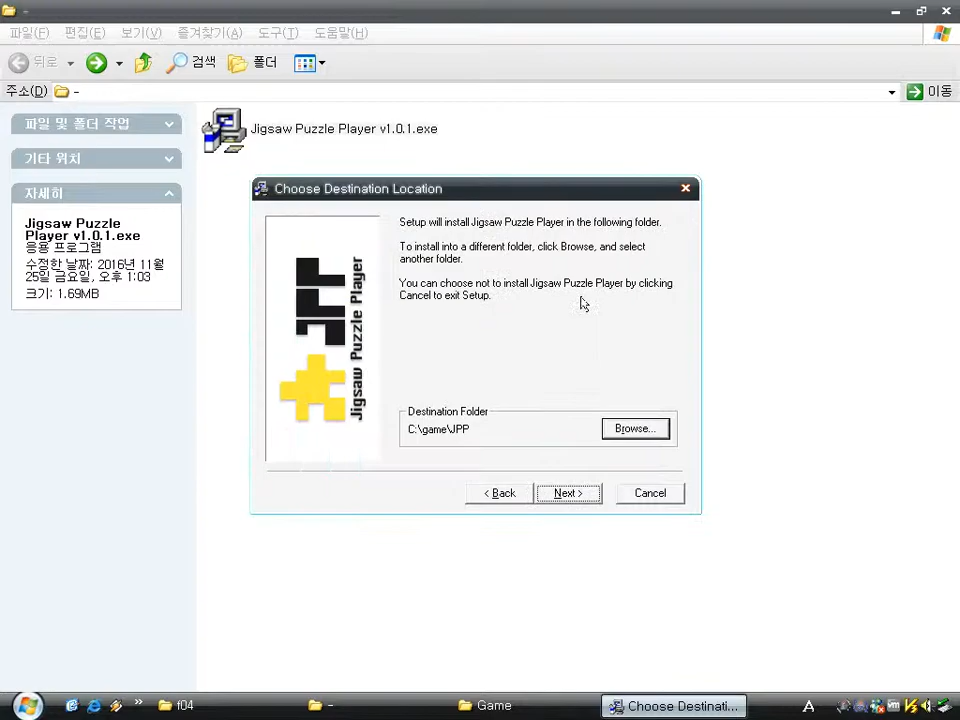 -
파일(F) 편집(E) 보기(V) 즐겨찾기(A) 도구(T) 도움말(H)
뒤로 검색 폴더
주소(D) - 이동
파일 및 폴더 작업
기타 위치
자세히
Jigsaw Puzzle
Player v1.0.1.exe
응용 프로그램
수정한 날짜: 2016년 11월
25일 금요일, 오후 1:03
크기: 1.69MB
Jigsaw Puzzle Player v1.0.1.exe
Choose Destination Location
JPP
Jigsaw Puzzle Player
Setup will install Jigsaw Puzzle Player in the following folder.
To install into a different folder, click Browse, and select
another folder.
You can choose not to install Jigsaw Puzzle Player by clicking
Cancel to exit Setup.
Destination Folder
C:\game\JPP
Browse...
< Back Next > Cancel
f04 - Game Choose Destinati... A